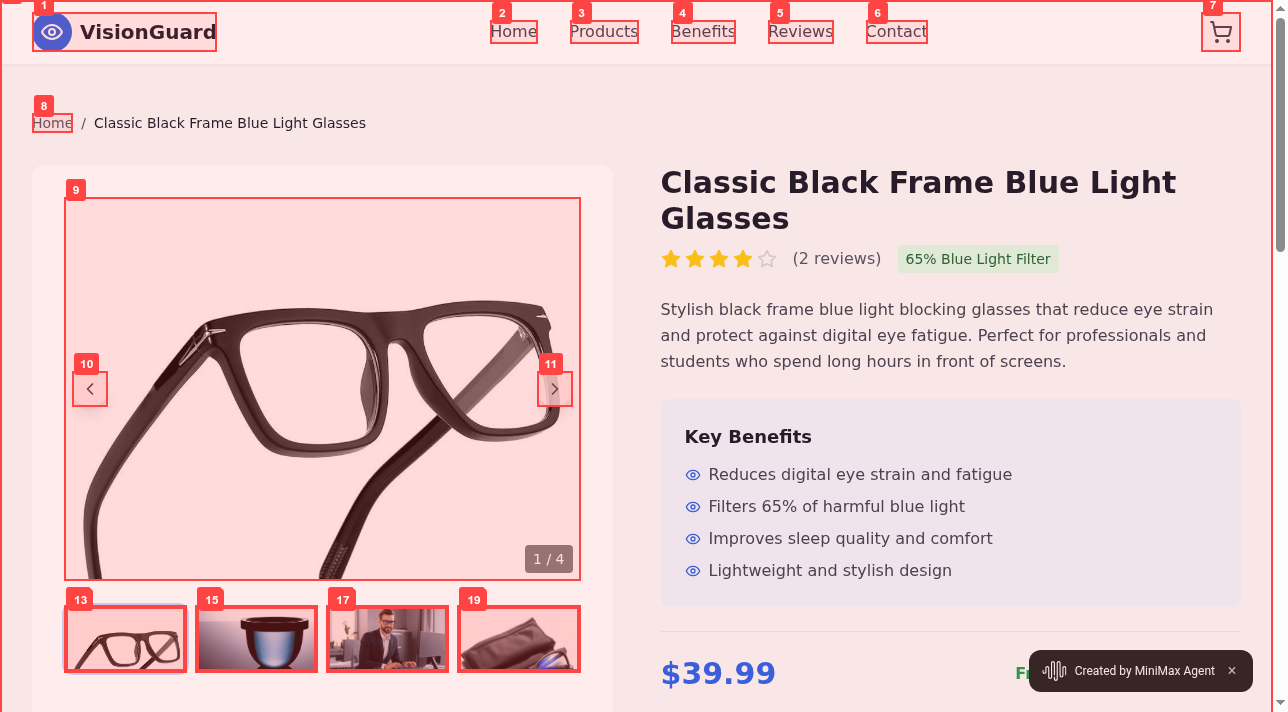 1
2
3
4
5
6
7
VisionGuard
Home
Products
Benefits
Reviews
Contact
8
Home / Classic Black Frame Blue Light Glasses
9
10
11
1 / 4
13
15
17
19
Classic Black Frame Blue Light
Glasses
(2 reviews)
65% Blue Light Filter
Stylish black frame blue light blocking glasses that reduce eye strain
and protect against digital eye fatigue. Perfect for professionals and
students who spend long hours in front of screens.
Key Benefits
Reduces digital eye strain and fatigue
Filters 65% of harmful blue light
Improves sleep quality and comfort
Lightweight and stylish design
$39.99
Created by MiniMax Agent